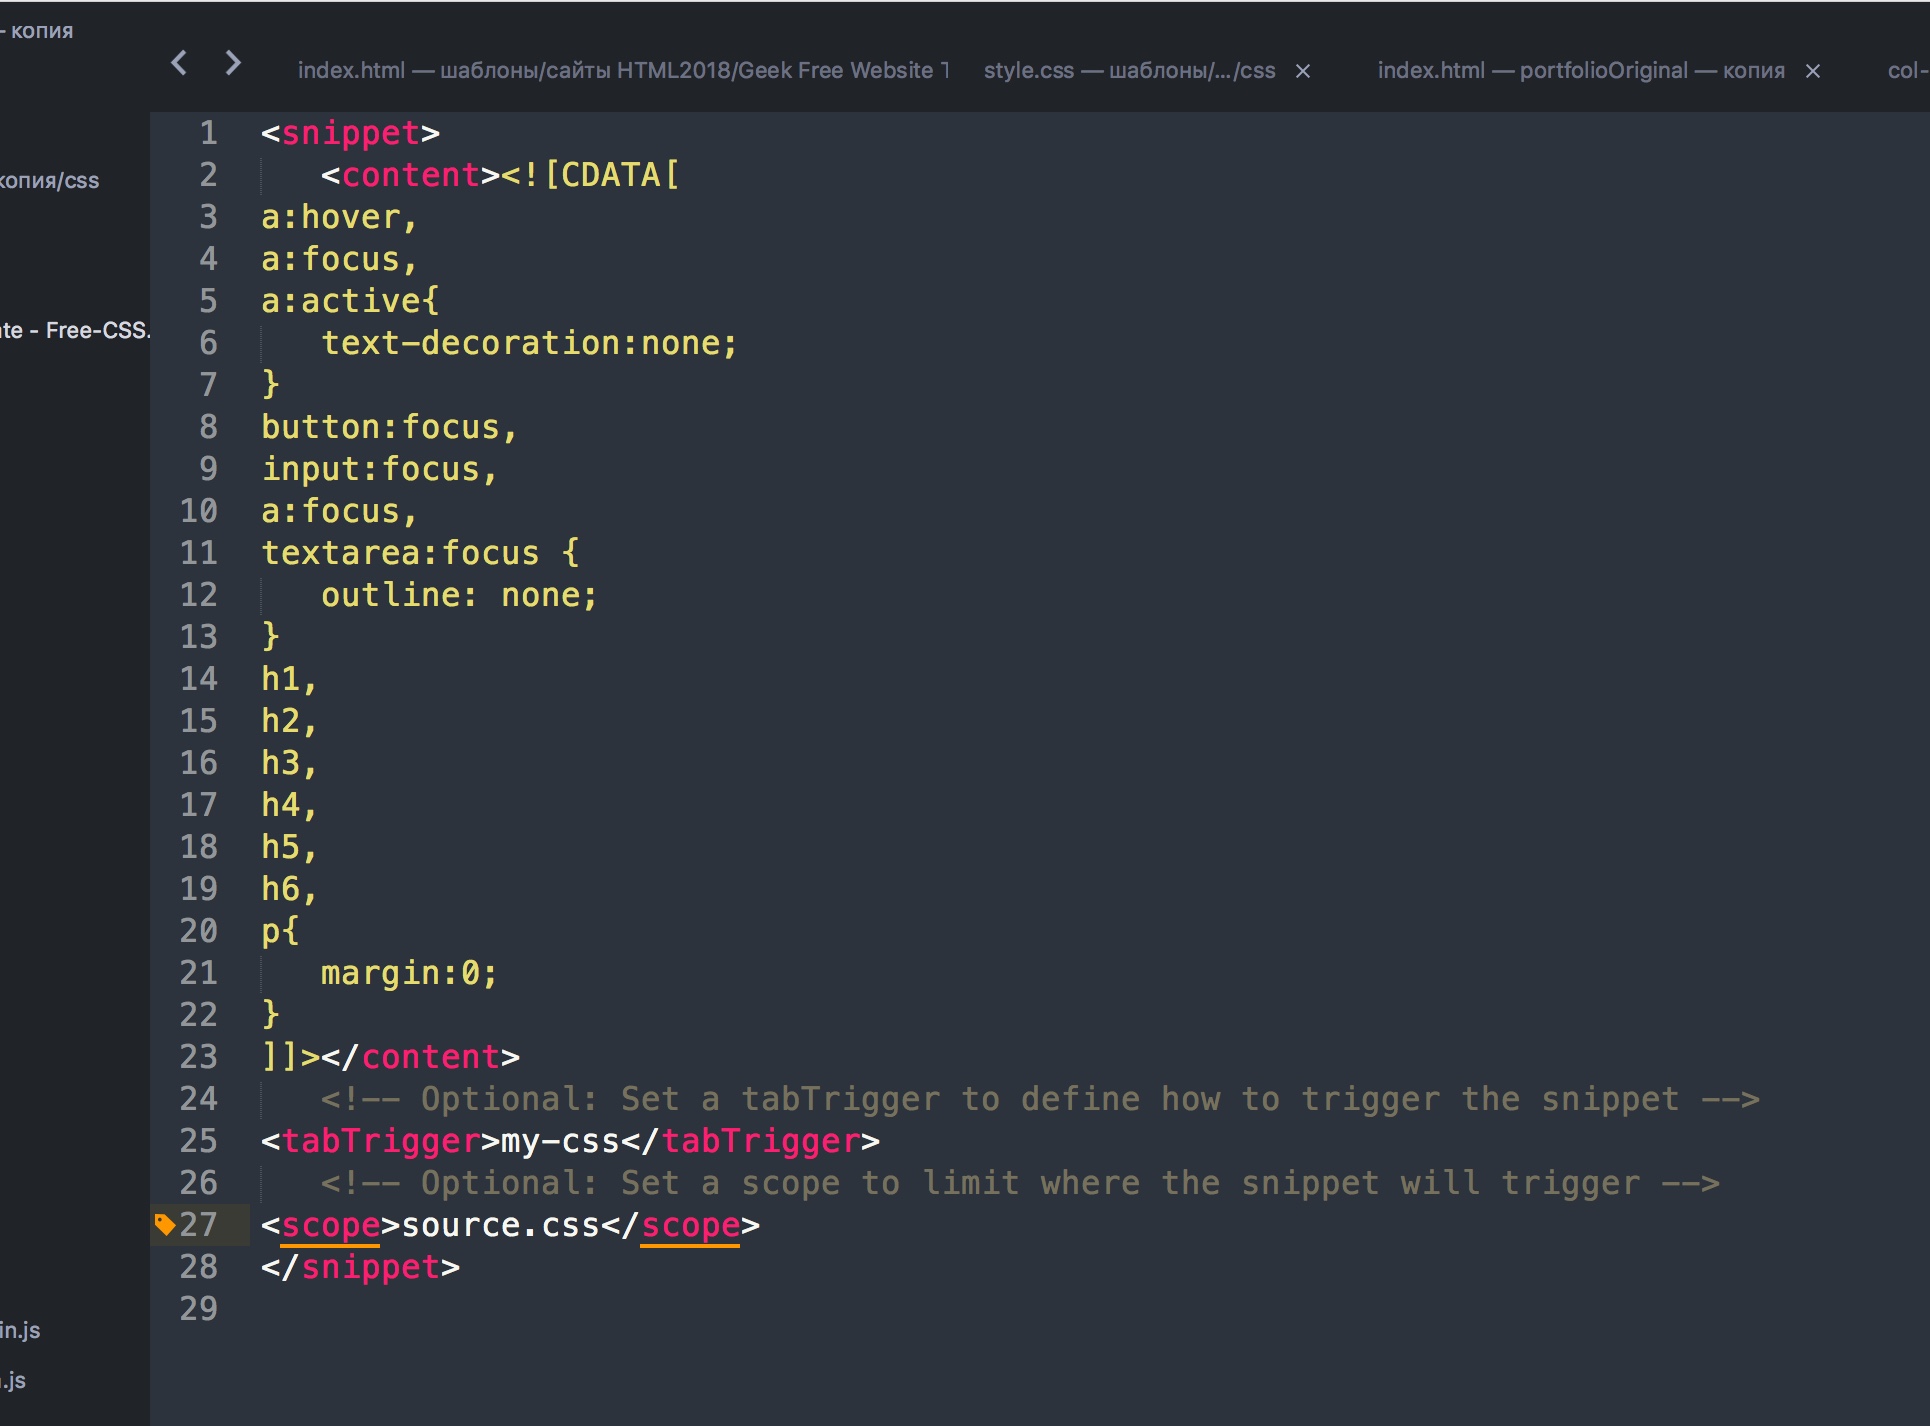 - копия
index.html — шаблоны/сайты HTML2018/Geek Free Website
style.css — шаблоны/.../css
index.html — portfolioOriginal — копия
col-
копия/css
- Free-CSS.
1 <snippet>
2 <content><![CDATA[
3 a:hover,
4 a:focus,
5 a:active{
6 text-decoration:none;
7 }
8 button:focus,
9 input:focus,
10 a:focus,
11 textarea:focus {
12 outline: none;
13 }
14 h1,
15 h2,
16 h3,
17 h4,
18 h5,
19 h6,
20 p{
21 margin:0;
22 }
23 ]]></content>
24 <!-- Optional: Set a tabTrigger to define how to trigger the snippet -->
25 <tabTrigger>my-css</tabTrigger>
26 <!-- Optional: Set a scope to limit where the snippet will trigger -->
27 <scope>source.css</scope>
28 </snippet>
29
in.js
.js